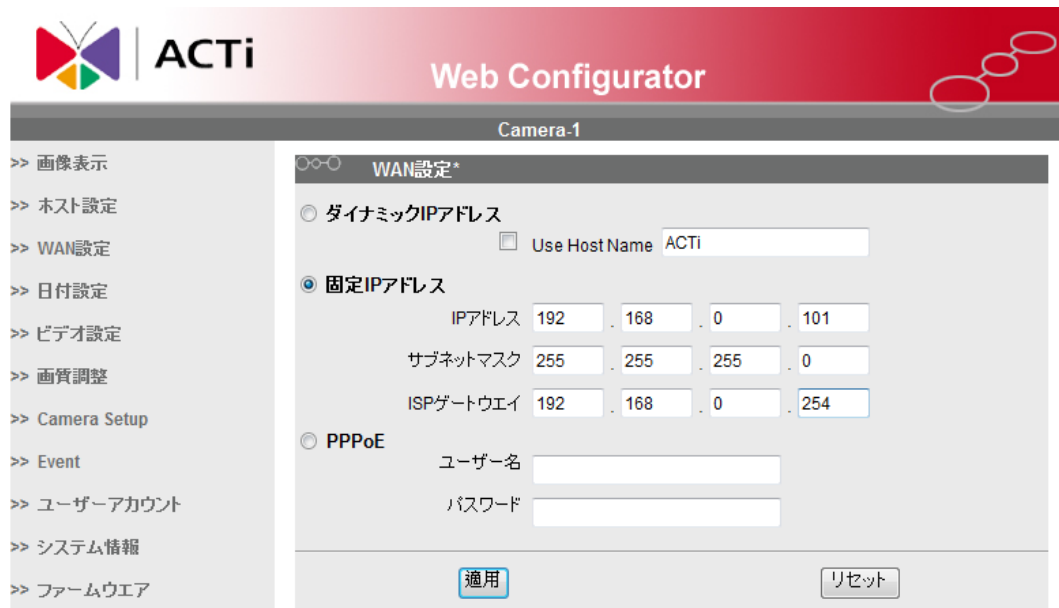 ACTi
Web Configurator
Camera-1
>> 画像表示
>> ホスト設定
>> WAN設定
>> 日付設定
>> ビデオ設定
>> 画質調整
>> Camera Setup
>> Event
>> ユーザーアカウント
>> システム情報
>> ファームウエア
WAN設定*
ダイナミックIPアドレス
Use Host Name ACTi
固定IPアドレス
IPアドレス 192 . 168 . 0 . 101
サブネットマスク 255 . 255 . 255 . 0
ISPゲートウエイ 192 . 168 . 0 . 254
PPPoE
ユーザー名
パスワード
適用 リセット